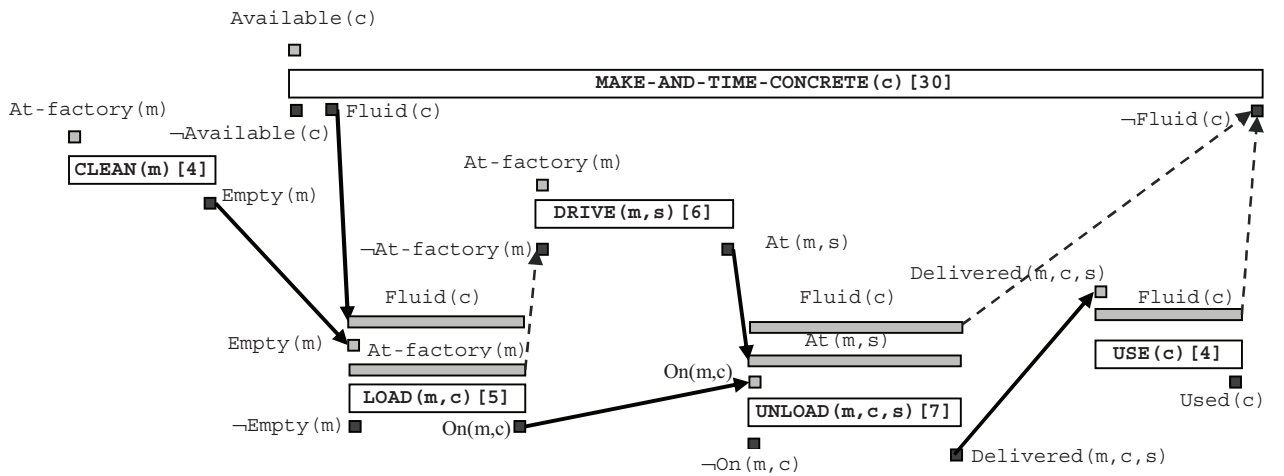 Available(c)
MAKE-AND-TIME-CONCRETE(c)[30]
At-factory(m)
¬Available(c)
Fluid(c)
¬Fluid(c)
CLEAN(m)[4]
At-factory(m)
Empty(m)
DRIVE(m,s)[6]
¬At-factory(m)
At(m,s)
Delivered(m,c,s)
Fluid(c)
Fluid(c)
Fluid(c)
Empty(m)
At-factory(m)
At(m,s)
USE(c)[4]
On(m,c)
LOAD(m,c)[5]
UNLOAD(m,c,s)[7]
Used(c)
¬Empty(m)
On(m,c)
¬On(m,c)
Delivered(m,c,s)